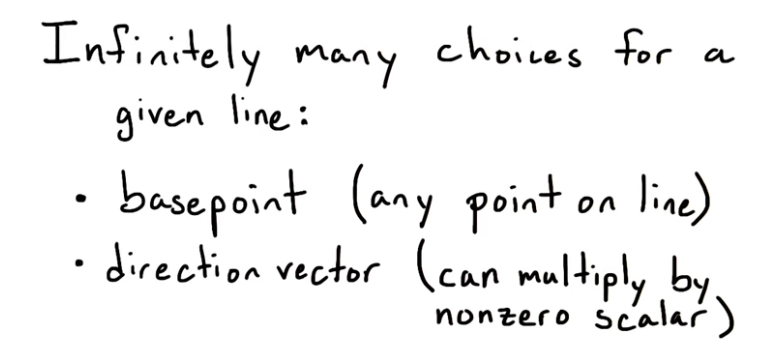 Infinitely many choices for a
given line:
• basepoint (any point on line)
• direction vector (can multiply by
nonzero scalar)